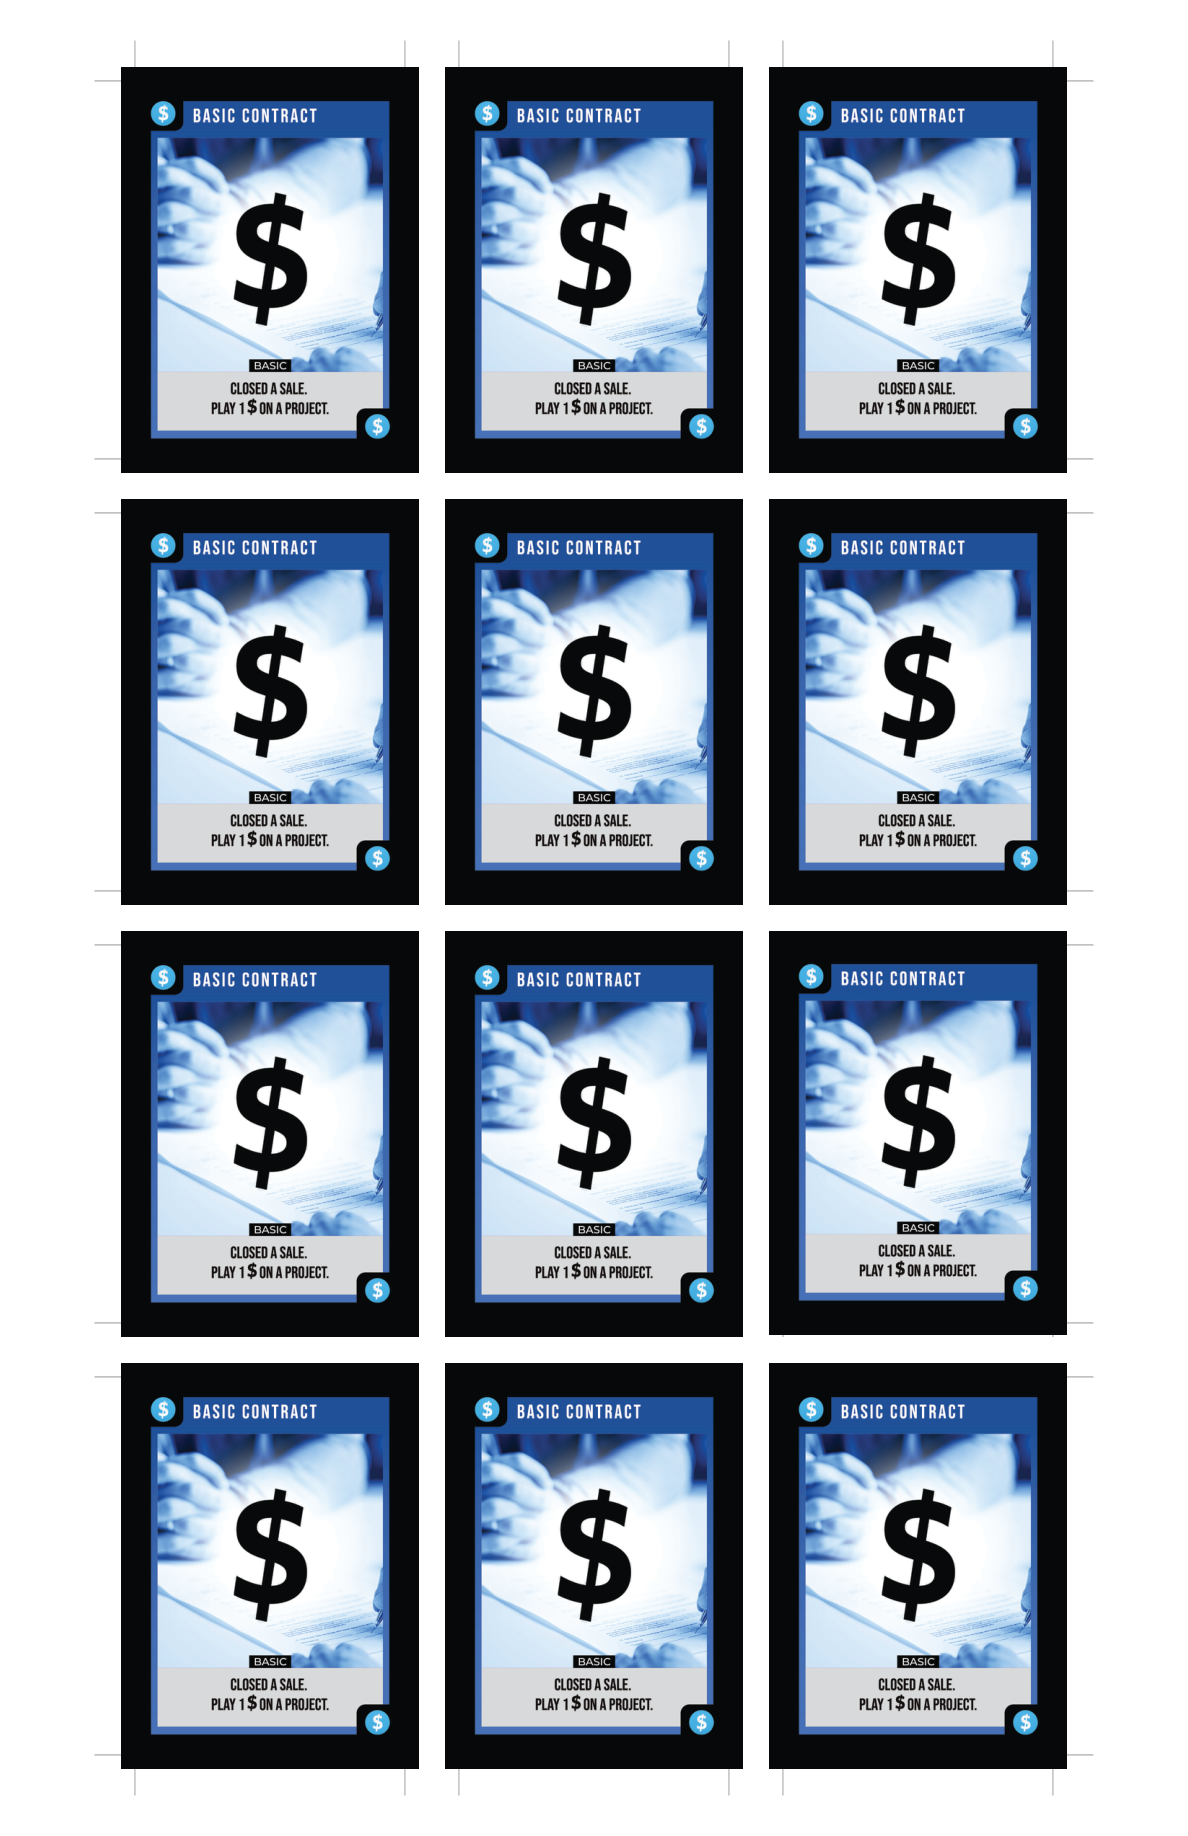 $ BASIC CONTRACT
$
BASIC
CLOSED A SALE.
PLAY 1 $ ON A PROJECT.
$
$ BASIC CONTRACT
$
BASIC
CLOSED A SALE.
PLAY 1 $ ON A PROJECT.
$
$ BASIC CONTRACT
$
BASIC
CLOSED A SALE.
PLAY 1 $ ON A PROJECT.
$
$ BASIC CONTRACT
$
BASIC
CLOSED A SALE.
PLAY 1 $ ON A PROJECT.
$
$ BASIC CONTRACT
$
BASIC
CLOSED A SALE.
PLAY 1 $ ON A PROJECT.
$
$ BASIC CONTRACT
$
BASIC
CLOSED A SALE.
PLAY 1 $ ON A PROJECT.
$
$ BASIC CONTRACT
$
BASIC
CLOSED A SALE.
PLAY 1 $ ON A PROJECT.
$
$ BASIC CONTRACT
$
BASIC
CLOSED A SALE.
PLAY 1 $ ON A PROJECT.
$
$ BASIC CONTRACT
$
BASIC
CLOSED A SALE.
PLAY 1 $ ON A PROJECT.
$
$ BASIC CONTRACT
$
BASIC
CLOSED A SALE.
PLAY 1 $ ON A PROJECT.
$
$ BASIC CONTRACT
$
BASIC
CLOSED A SALE.
PLAY 1 $ ON A PROJECT.
$
$ BASIC CONTRACT
$
BASIC
CLOSED A SALE.
PLAY 1 $ ON A PROJECT.
$